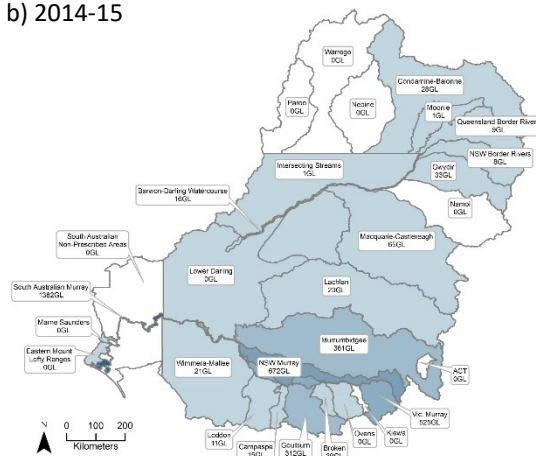 b) 2014-15
Warrego
0GL
Paroo
0GL
Nebine
0GL
Condamine-Balonne
28GL
Moonie
1GL
Queensland Border Rivers
9GL
NSW Border Rivers
8GL
Gwydir
33GL
Namoi
0GL
Intersecting Streams
1GL
Barwon-Darling Watercourse
16GL
Macquarie-Castlereagh
65GL
South Australian
Non-Prescribed Areas
0GL
Lower Darling
0GL
Lachlan
23GL
South Australian Murray
1382GL
Marne Saunders
0GL
Eastern Mount
Lofty Ranges
0GL
Murrumbidgee
GL
Wimmera-Mallee
21GL
NSW Murray
672GL
ACT
0GL
Vic. Murray
525GL
Kiewa
0GL
Ovens
0GL
Loddon
11GL
Campaspe
Goulburn
312GL
Broken
N
0 100 200
Kilometers